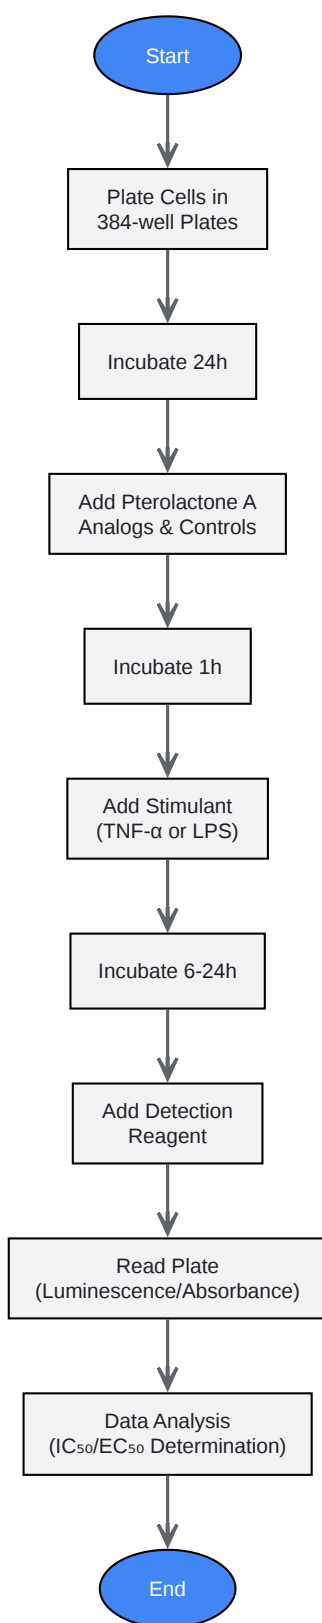 Start
Plate Cells in
384-well Plates
Incubate 24h
Add Pterolactone A
Analogs & Controls
Incubate 1h
Add Stimulant
(TNF-α or LPS)
Incubate 6-24h
Add Detection
Reagent
Read Plate
(Luminescence/Absorbance)
Data Analysis
(IC₅₀/EC₅₀ Determination)
End